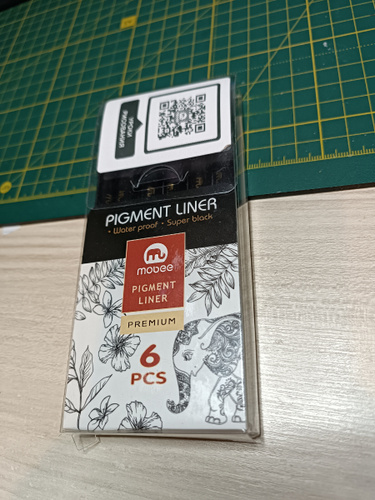 PIGMENT LINER
• Water proof • Super black
mobee
PIGMENT
LINER
PREMIUM
6
PCS